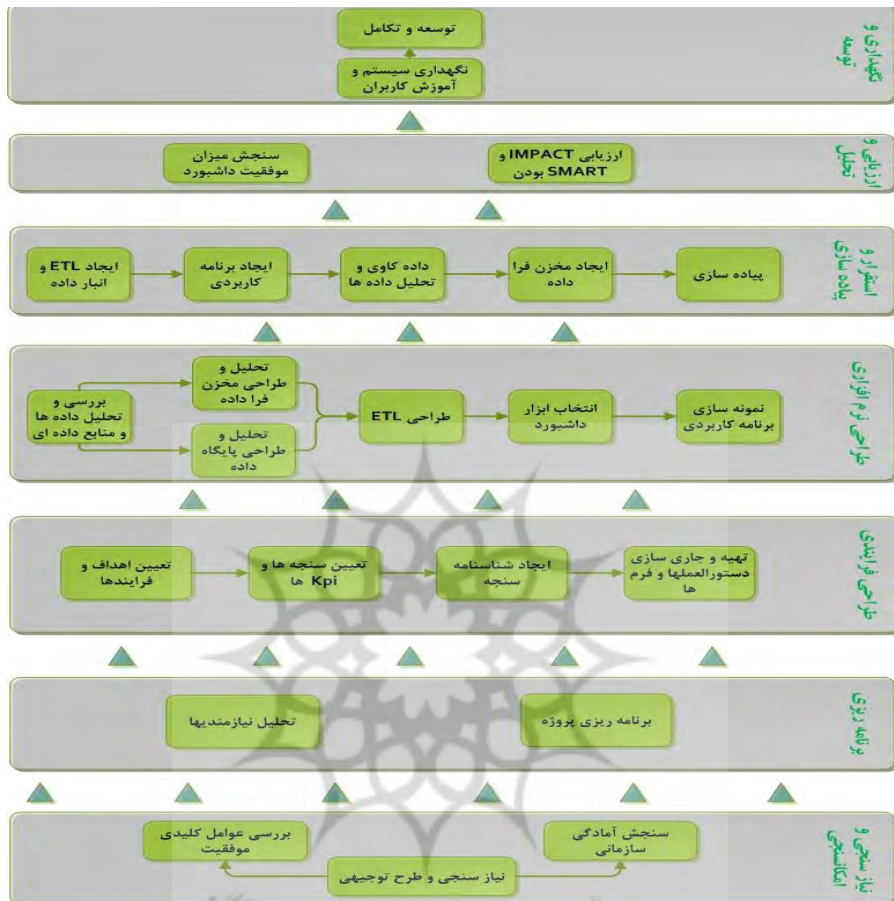 توسعه و تکامل
نگهداری سیستم و
آموزش کاربران
نگهداری و
توسعه
ارزیابی IMPACT و
SMART بودن
سنجش میزان
موفقیت داشبورد
ارزیابی و
تحلیل
ایجاد ETL و
انبار داده
ایجاد برنامه
کاربردی
داده کاوی و
تحلیل داده ها
ایجاد مخزن فرا
داده
پیاده سازی
استقرار و
پیاده سازی
بررسی و
تحلیل داده ها
و منابع داده ای
تحلیل و
طراحی مخزن
فرا داده
تحلیل و
طراحی پایگاه
داده
طراحی ETL
انتخاب ابزار
داشبورد
نمونه سازی
برنامه کاربردی
طراحی نرم افزاری
تعیین اهداف و
فرایندها
تعیین سنجه ها و
Kpi ها
ایجاد شناسنامه
سنجه
تهیه و جاری سازی
دستورالعملها و فرم
ها
طراحی فرایندی
تحلیل نیازمندیها
برنامه ریزی پروژه
برنامه ریزی
بررسی عوامل کلیدی
موفقیت
نیاز سنجی و طرح توجیهی
سنجش آمادگی
سازمانی
نیاز سنجی و
امکانسنجی